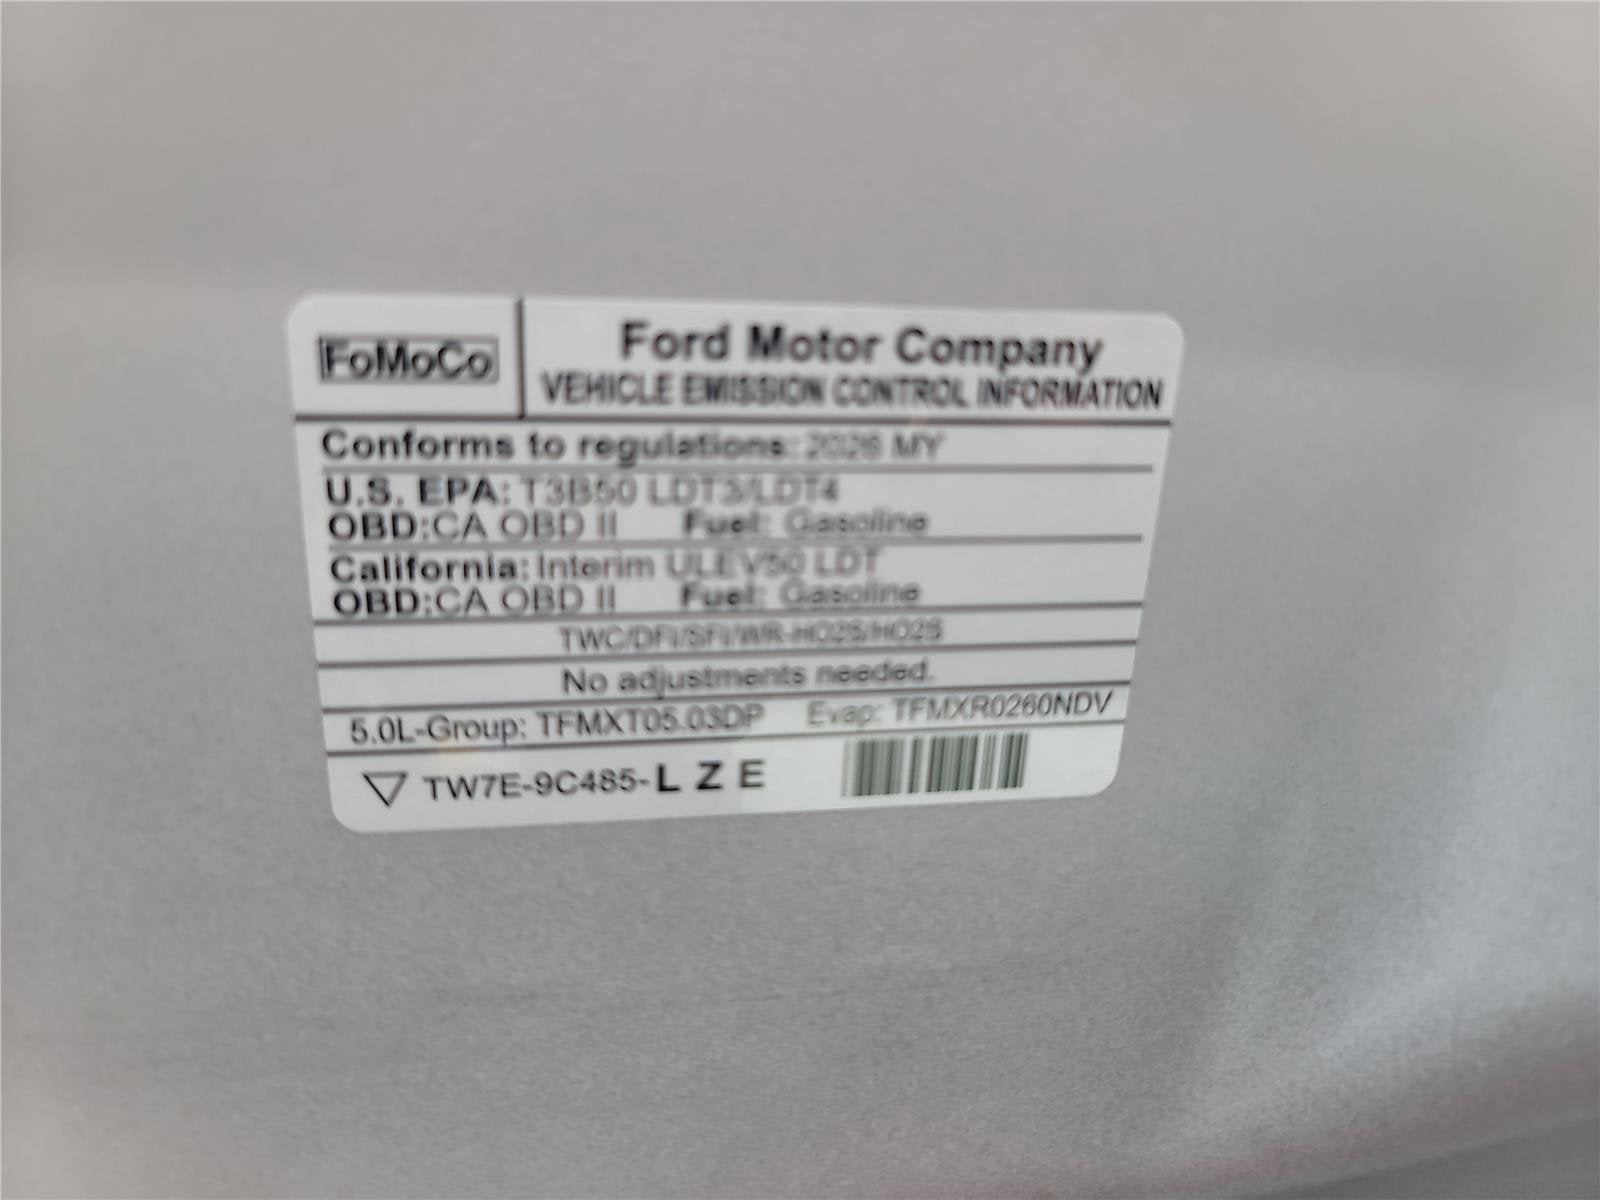 FoMoCo
Ford Motor Company
VEHICLE EMISSION CONTROL INFORMATION
Conforms to regulations: 2026 MY
U.S. EPA: T3B50 LDT3/LDT4
OBD:CA OBD II Fuel: Gasoline
California: Interim ULEV50 LDT
OBD:CA OBD II Fuel: Gasoline
TWC/DFI/SFI/WR-HO2S/HO2S
No adjustments needed.
5.0L-Group: TFMXT05.03DP Evap: TFMXR0260NDV
TW7E-9C485-L Z E